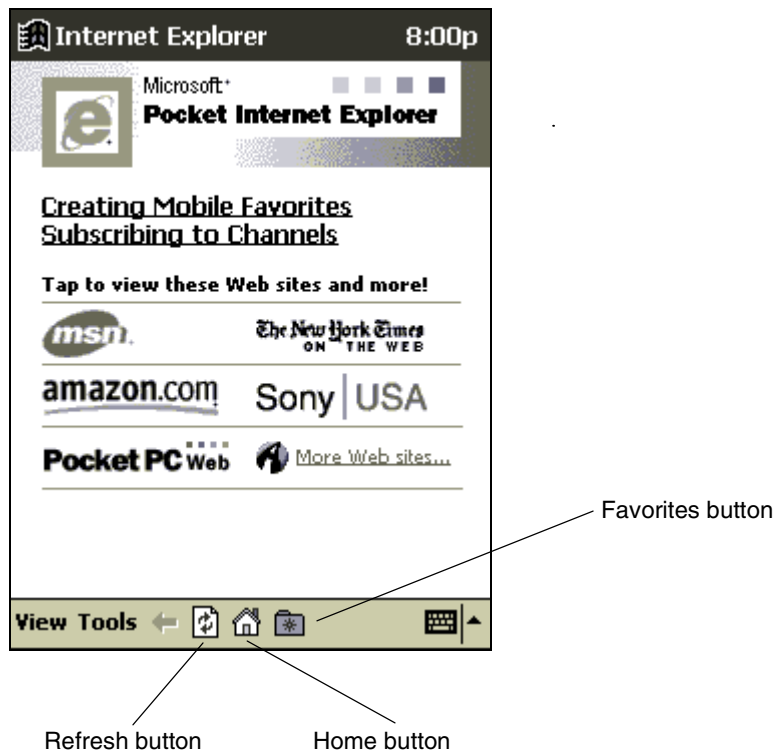 Internet Explorer 8:00p
Microsoft
Pocket Internet Explorer
Creating Mobile Favorites
Subscribing to Channels
Tap to view these Web sites and more!
msn. The New York Times
ON THE WEB
amazon.com Sony | USA
Pocket PC Web More Web sites...
Favorites button
View Tools
Refresh button Home button